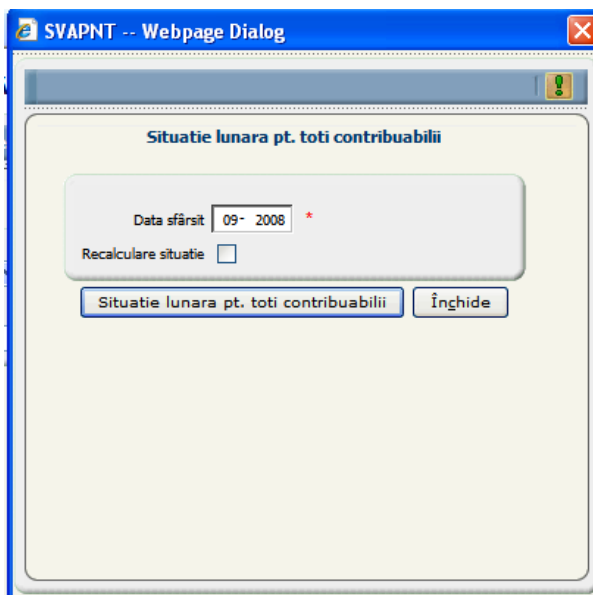 SVAPNT -- Webpage Dialog
Situatie lunara pt. toti contribuabilii
Data sfârsit 09- 2008 *
Recalculare situatie
Situatie lunara pt. toti contribuabilii Închide